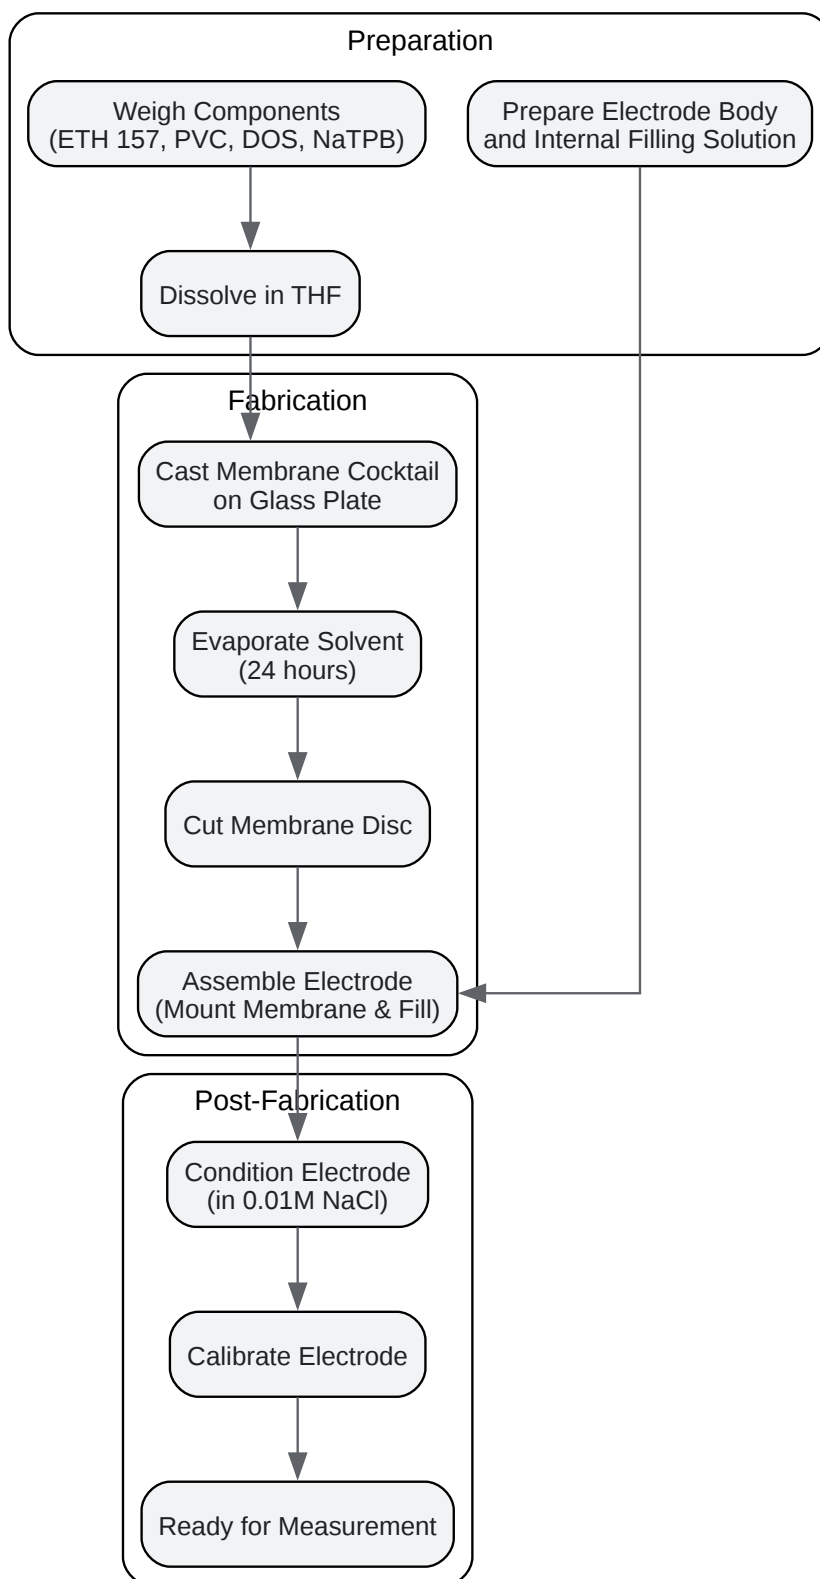 Preparation
Weigh Components
(ETH 157, PVC, DOS, NaTPB)
Prepare Electrode Body
and Internal Filling Solution
Dissolve in THF
Fabrication
Cast Membrane Cocktail
on Glass Plate
Evaporate Solvent
(24 hours)
Cut Membrane Disc
Assemble Electrode
(Mount Membrane & Fill)
Post-Fabrication
Condition Electrode
(in 0.01M NaCl)
Calibrate Electrode
Ready for Measurement